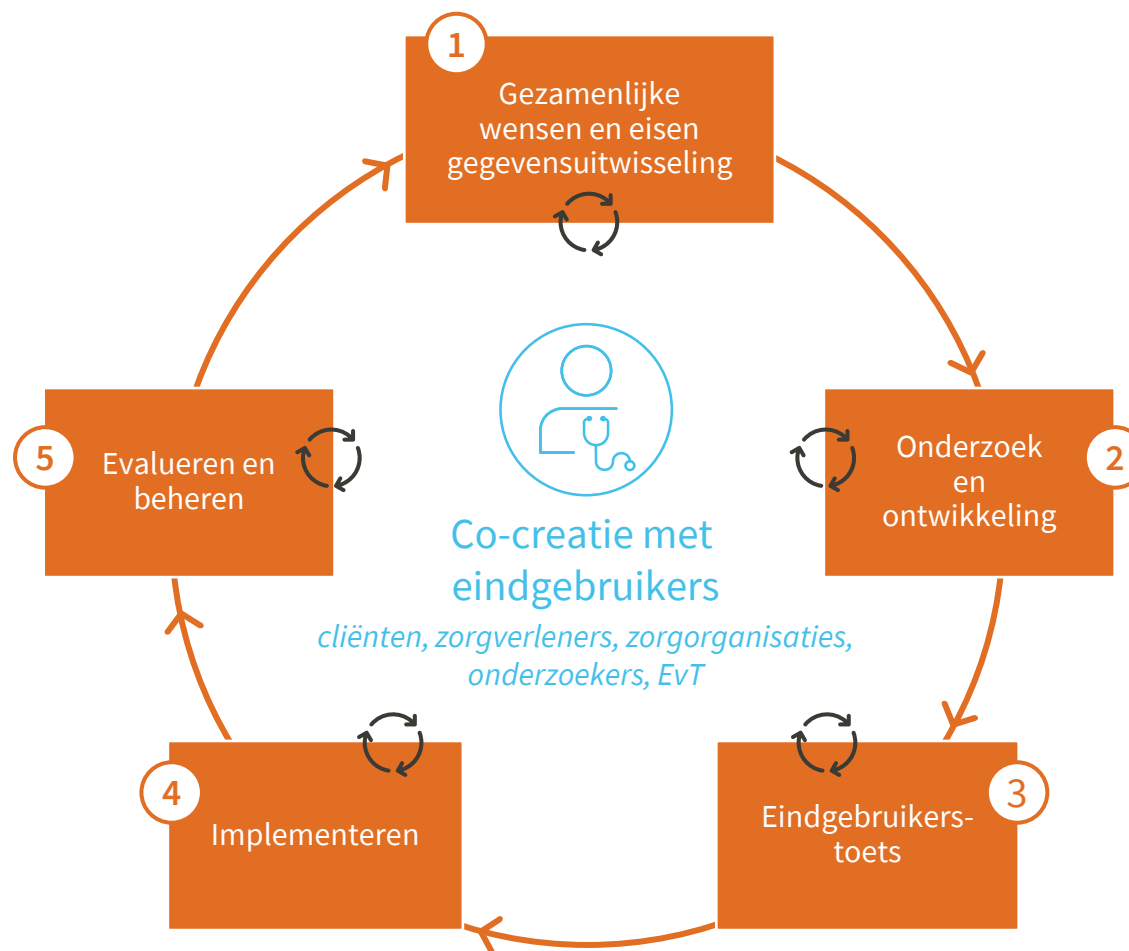 1
Gezamenlijke
wensen en eisen
gegevensuitwisseling
2
Onderzoek
en
ontwikkeling
3
Eindgebruikers-
toets
4
Implementeren
5
Evalueren en
beheren
Co-creatie met
eindgebruikers
cliënten, zorgverleners, zorgorganisaties,
onderzoekers, EvT